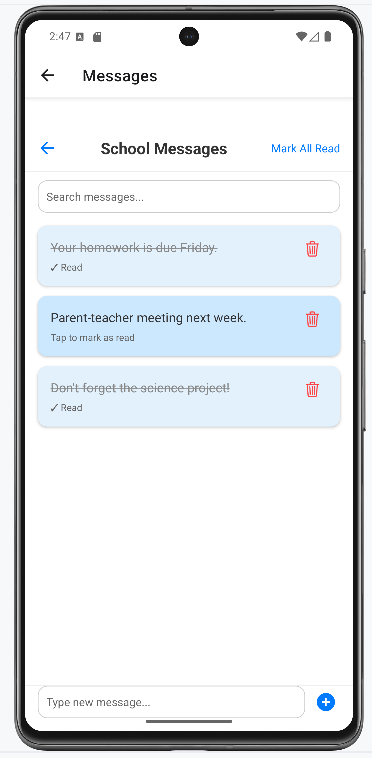 2:47 A
Messages
School Messages
Mark All Read
Search messages...
Your homework is due Friday.
✓ Read
Parent-teacher meeting next week.
Tap to mark as read
Don't forget the science project!
✓ Read
Type new message...